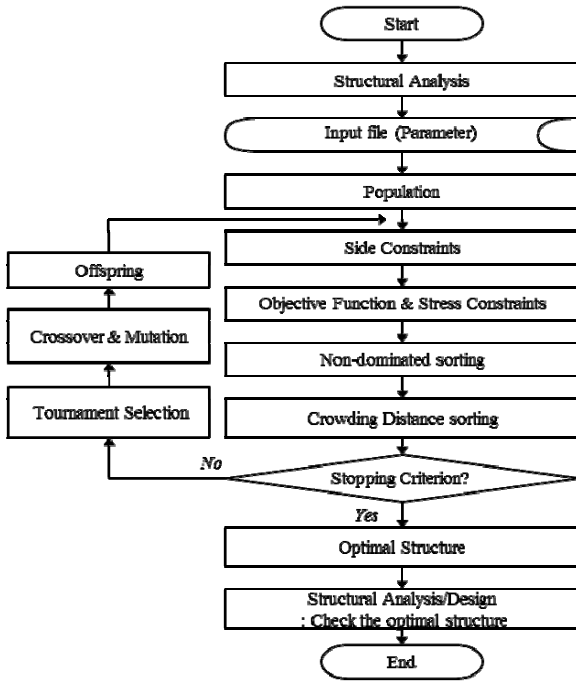 Start
Structural Analysis
Input file (Parameter)
Population
Side Constraints
Offspring
Objective Function & Stress Constraints
Crossover & Mutation
Non-dominated sorting
Tournament Selection
Crowding Distance sorting
No
Stopping Criterion?
Yes
Optimal Structure
Structural Analysis/Design
: Check the optimal structure
End